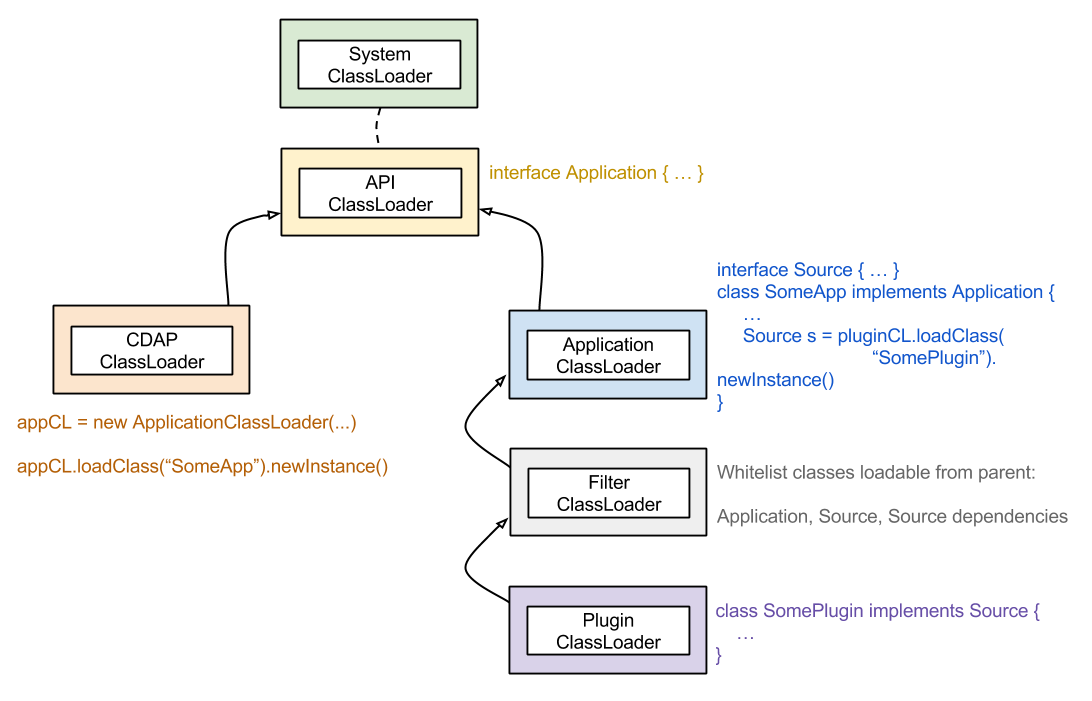 System
ClassLoader
API
ClassLoader
interface Application { … }
CDAP
ClassLoader
appCL = new ApplicationClassLoader(...)
appCL.loadClass(“SomeApp”).newInstance()
Application
ClassLoader
interface Source { … }
class SomeApp implements Application {
…
Source s = pluginCL.loadClass(
“SomePlugin”).
newInstance()
}
Filter
ClassLoader
Whitelist classes loadable from parent:
Application, Source, Source dependencies
Plugin
ClassLoader
class SomePlugin implements Source {
…
}